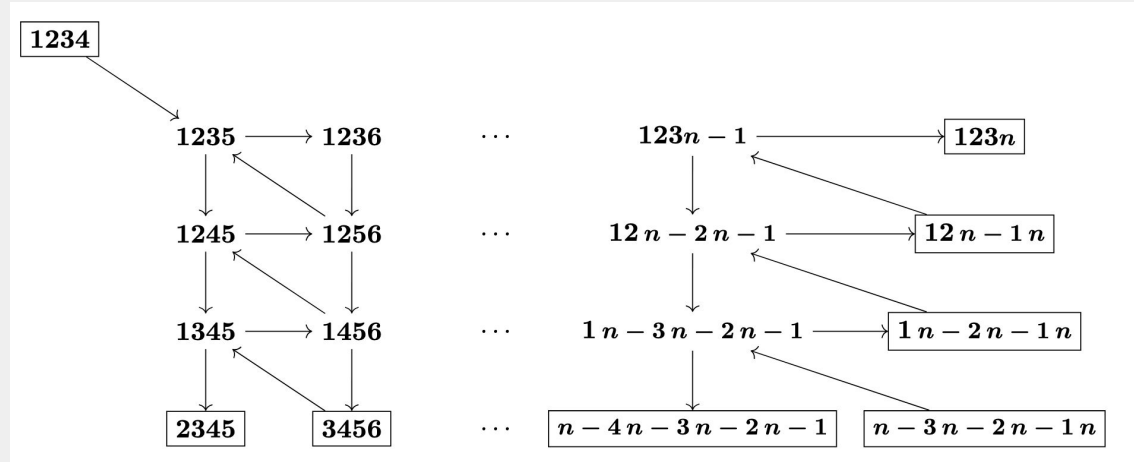 1234
1235 1236 ··· 123n − 1 123n
1245 1256 ··· 12 n − 2 n − 1 12 n − 1 n
1345 1456 ··· 1 n − 3 n − 2 n − 1 1 n − 2 n − 1 n
2345 3456 ··· n − 4 n − 3 n − 2 n − 1 n − 3 n − 2 n − 1 n